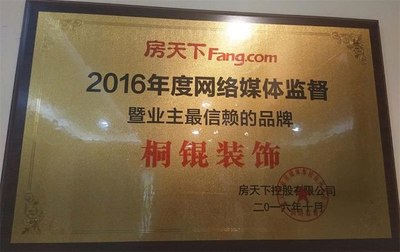 房天下Fang.com
2016年度网络媒体监督
暨业主最信赖的品牌
桐锟装饰
房天下控股有限公司
二〇一六年十月